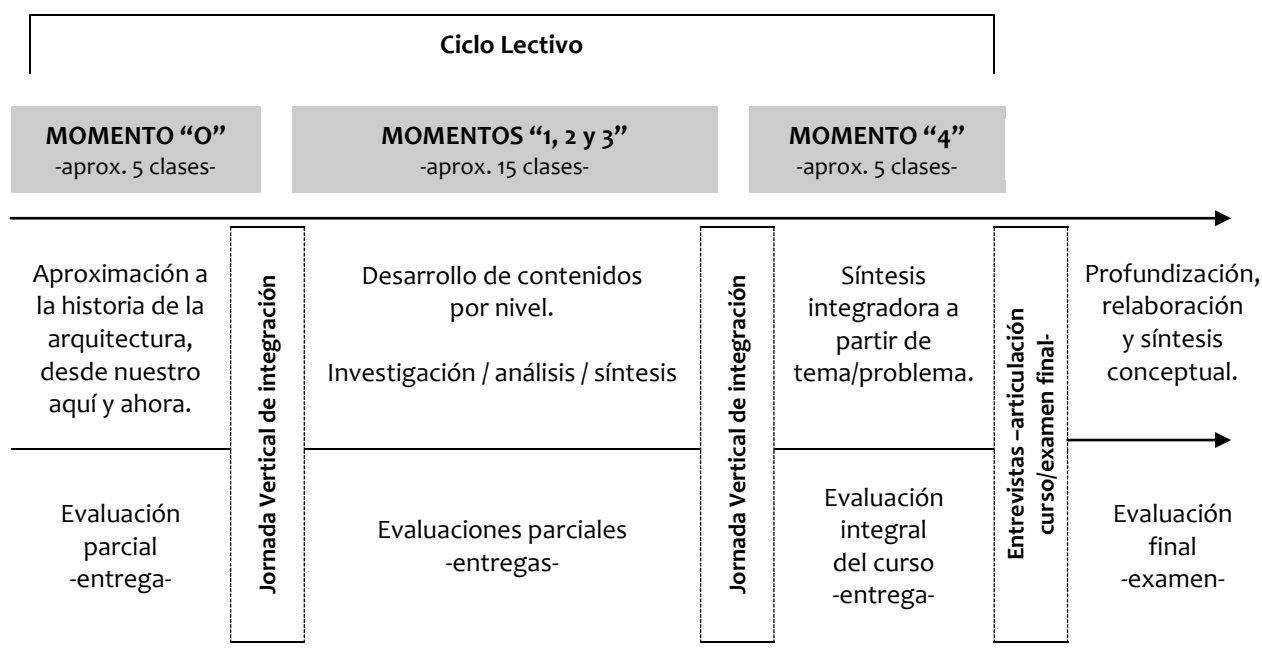 Ciclo Lectivo
MOMENTO “0”
-aprox. 5 clases-
MOMENTOS “1, 2 y 3”
-aprox. 15 clases-
MOMENTO “4”
-aprox. 5 clases-
Aproximación a
la historia de la
arquitectura,
desde nuestro
aquí y ahora.
Jornada Vertical de integración
Desarrollo de contenidos
por nivel.
Investigación / análisis / síntesis
Jornada Vertical de integración
Síntesis
integradora a
partir de
tema/problema.
Entrevistas –articulación
curso/examen final-
Profundización,
relaboración
y síntesis
conceptual.
Evaluación
parcial
-entrega-
Evaluaciones parciales
-entregas-
Evaluación
integral
del curso
-entrega-
Evaluación
final
-examen-